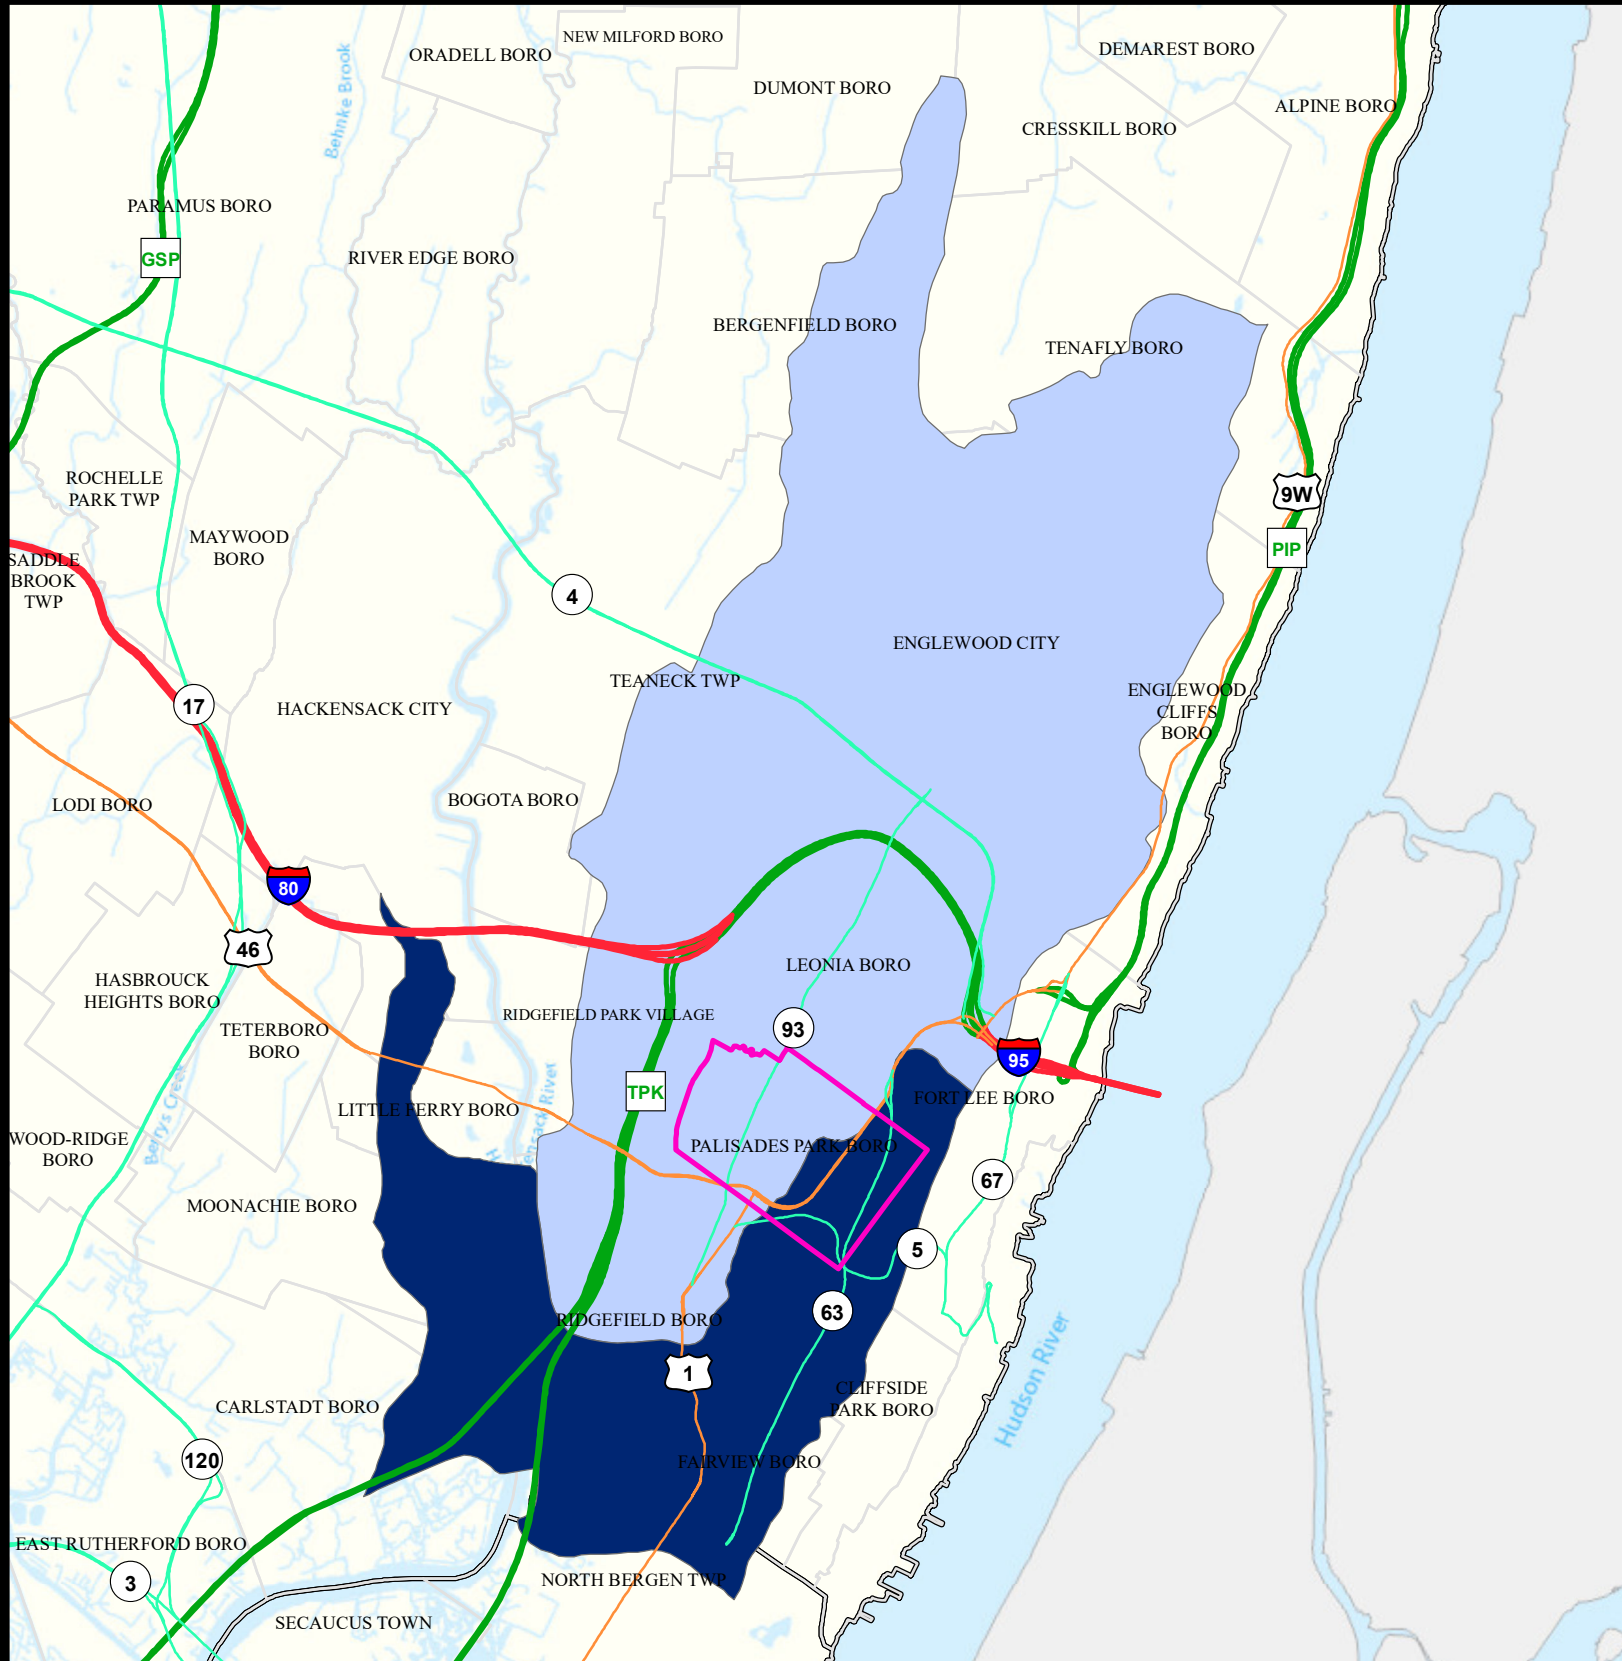 ORADELL BORO
NEW MILFORD BORO
DEMAREST BORO
DUMONT BORO
ALPINE BORO
Behnke Brook
CRESSKILL BORO
PARAMUS BORO
GSP
RIVER EDGE BORO
BERGENFIELD BORO
TENAFLY BORO
ROCHELLE
PARK TWP
9W
MAYWOOD
BORO
PIP
SADDLE
BROOK
TWP
4
ENGLEWOOD CITY
TEANECK TWP
ENGLEWOOD
CLIFFS
BORO
17
HACKENSACK CITY
LODI BORO
BOGOTA BORO
80
46
LEONIA BORO
HASBROUCK
HEIGHTS BORO
RIDGEFIELD PARK VILLAGE
93
TETERBORO
BORO
95
TPK
FORT LEE BORO
LITTLE FERRY BORO
Berrys Creek
WOOD-RIDGE
BORO
PALISADES PARK BORO
67
MOONACHIE BORO
5
63
RIDGEFIELD BORO
1
Hudson River
CLIFFSIDE
PARK BORO
CARLSTADT BORO
120
FAIRVIEW BORO
EAST RUTHERFORD BORO
3
NORTH BERGEN TWP
SECAUCUS TOWN